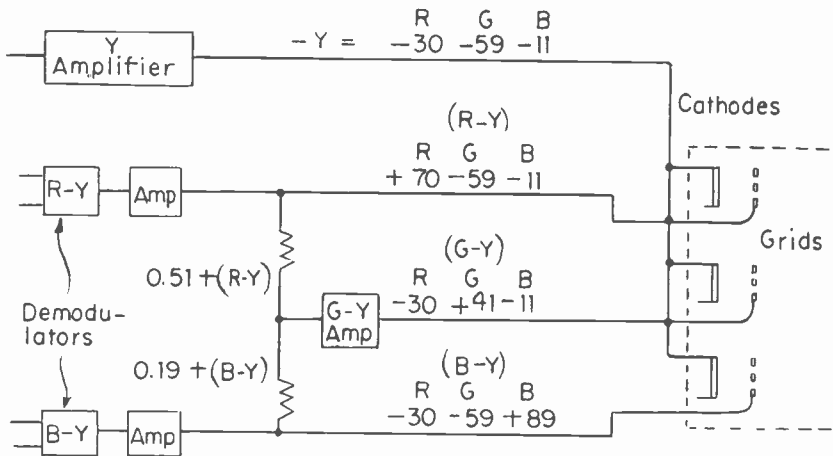 R G B
-Y = -30 -59 -11
Y
Amplifier
Cathodes
(R-Y)
R G B
+70 -59 -11
R-Y
Amp
Grids
0.51+(R-Y)
(G-Y)
R G B
-30 +41 -11
G-Y
Amp
Demodu-
lators
0.19+(B-Y)
(B-Y)
R G B
-30 -59 +89
B-Y
Amp